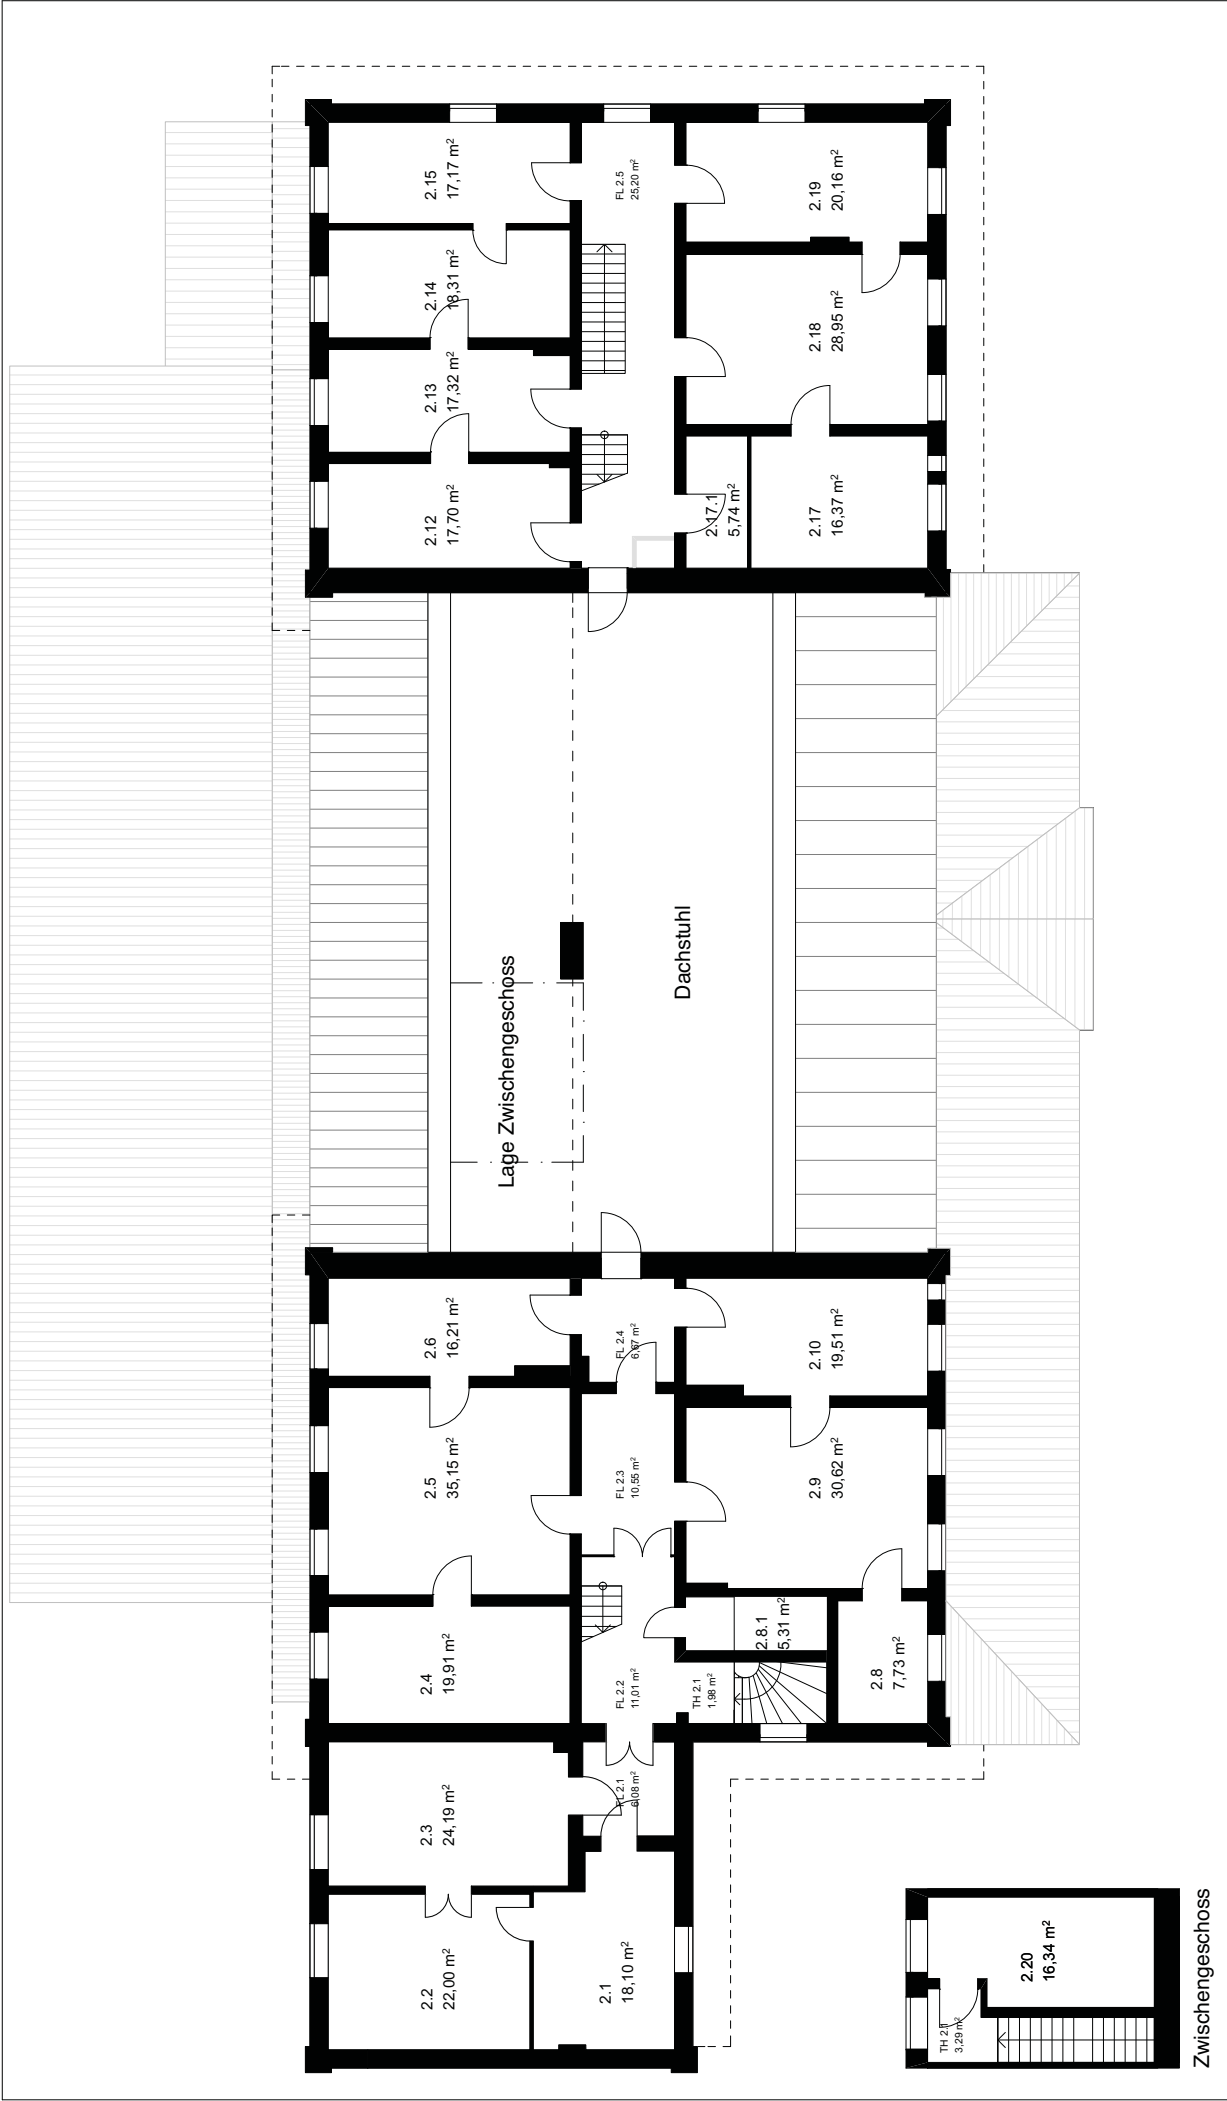 2.15
17,17 m²
2.14
18,31 m²
2.13
17,32 m²
2.12
17,70 m²
FL 2.5
25,20 m²
2.19
20,16 m²
2.18
28,95 m²
2.17.1
5,74 m²
2.17
16,37 m²
Lage Zwischengeschoss
Dachstuhl
2.6
16,21 m²
2.5
35,15 m²
2.4
19,91 m²
2.3
24,19 m²
2.2
22,00 m²
2.1
18,10 m²
FL 2.4
6,67 m²
FL 2.3
10,55 m²
FL 2.2
11,01 m²
FL 2.1
6,08 m²
TH 2.1
1,98 m²
2.10
19,51 m²
2.9
30,62 m²
2.8.1
5,31 m²
2.8
7,73 m²
2.20
16,34 m²
TH 2.1
3,29 m²
Zwischengeschoss